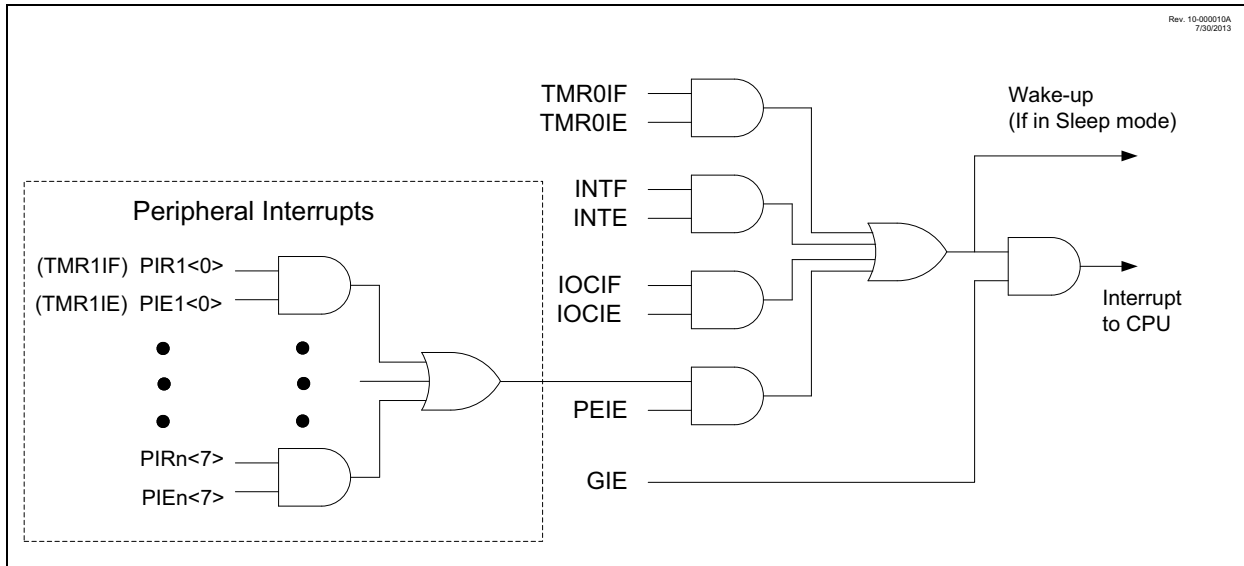 Rev. 10-000010A
7/30/2013
TMR0IF
TMR0IE
Wake-up
(If in Sleep mode)
INTF
INTE
Peripheral Interrupts
(TMR1IF) PIR1<0>
(TMR1IE) PIE1<0>
IOCIF
IOCIE
Interrupt
to CPU
PEIE
PIRn<7>
PIEn<7>
GIE